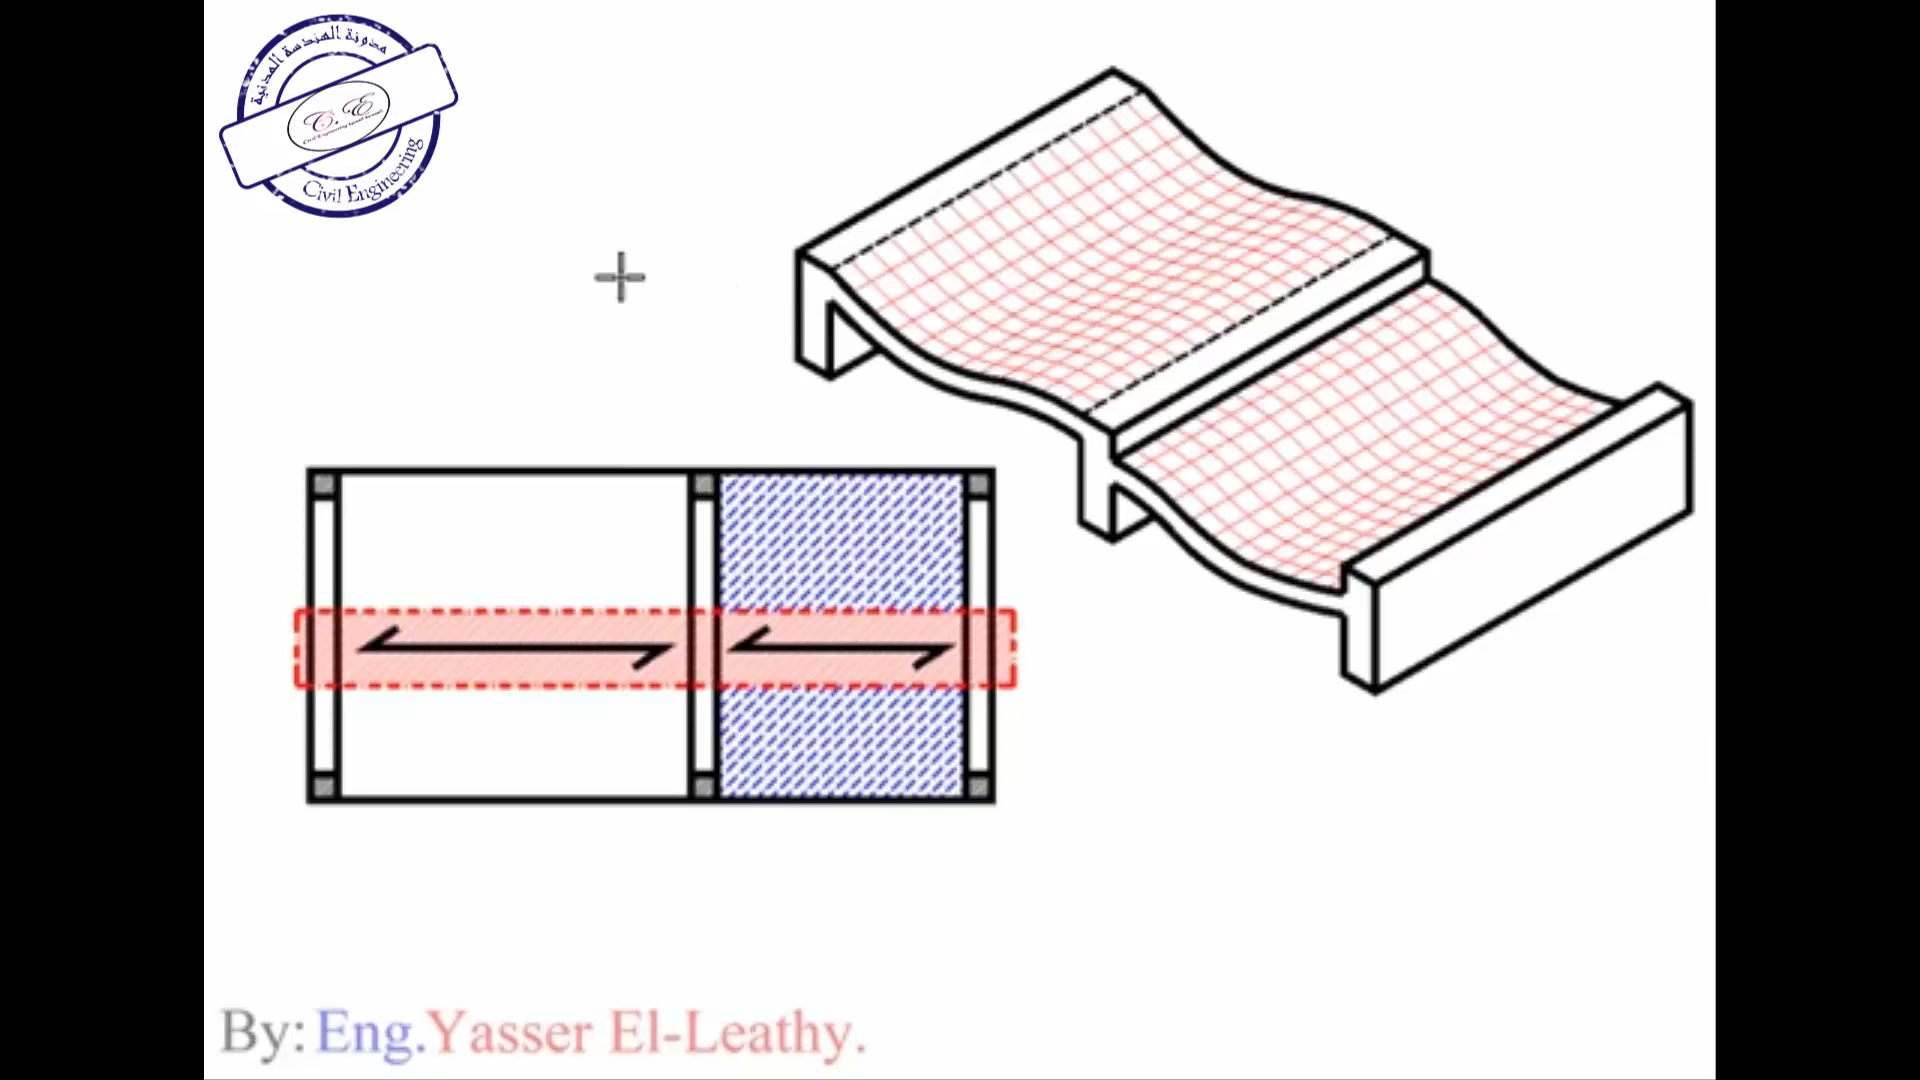 مدونة الهندسة المدنية
C.E
Civil Engineering
By: Eng.Yasser El-Leathy.